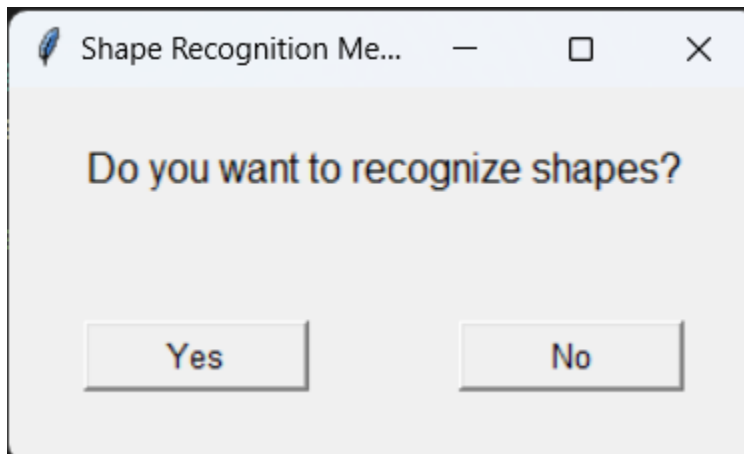 Shape Recognition Me...
Do you want to recognize shapes?
Yes No